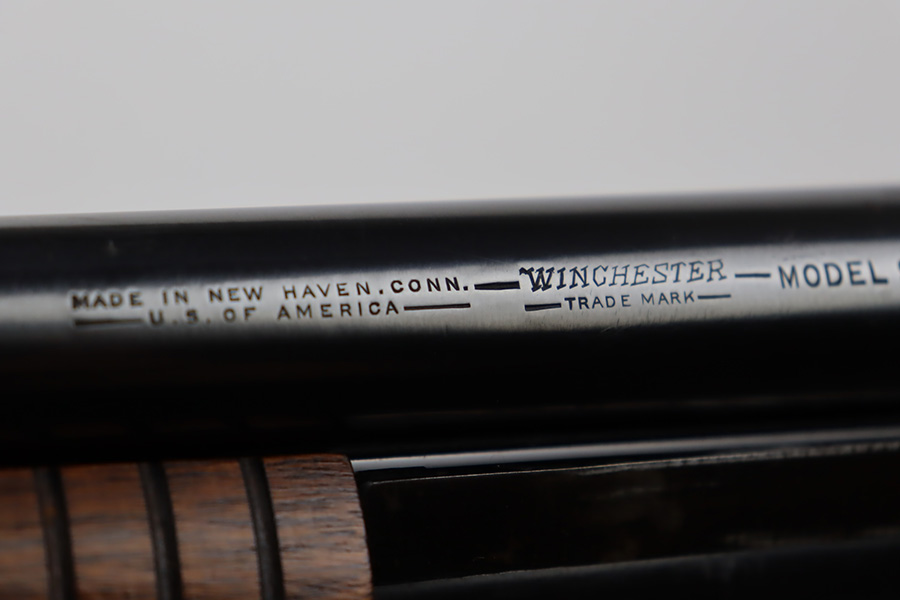 MADE IN NEW HAVEN.CONN.—WINCHESTER—MODEL
—U.S.OF AMERICA— —TRADE MARK—